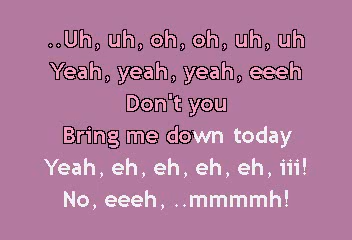 ..Uh, uh, oh, oh, uh, uh
Yeah, yeah, yeah, eeeh
Don't you
Bring me down today
Yeah, eh, eh, eh, eh, iii!
No, eeeh, ..mmmmh!